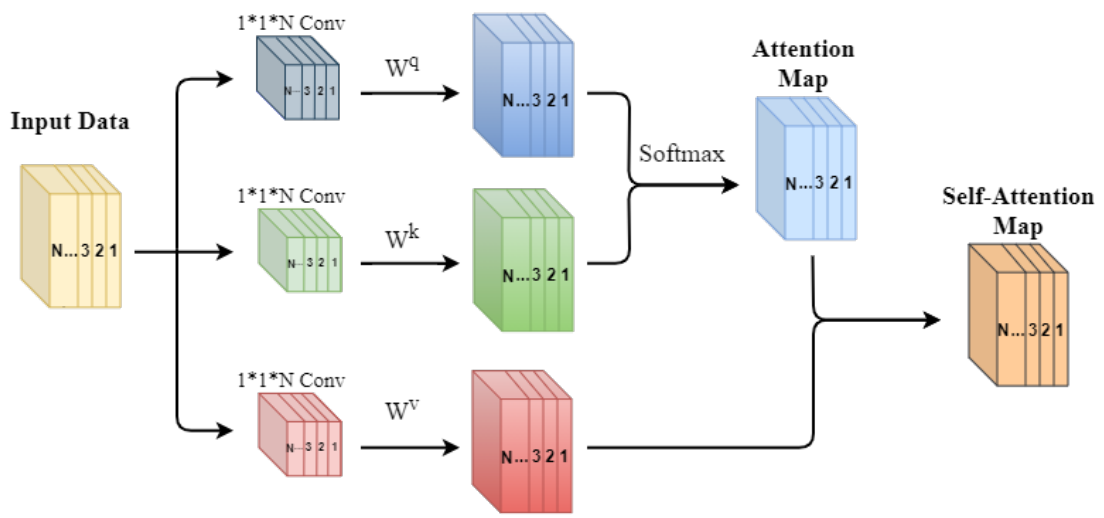 Input Data
N... 3 2 1
1*1*N Conv
N... 3 2 1
W^q
N... 3 2 1
1*1*N Conv
N... 3 2 1
W^k
N... 3 2 1
1*1*N Conv
N... 3 2 1
W^v
N... 3 2 1
Softmax
Attention
Map
N... 3 2 1
Self-Attention
Map
N... 3 2 1